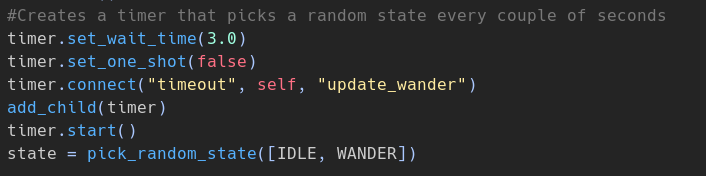 #Creates a timer that picks a random state every couple of seconds
timer.set_wait_time(3.0)
timer.set_one_shot(false)
timer.connect("timeout", self, "update_wander")
add_child(timer)
timer.start()
state = pick_random_state([IDLE, WANDER])